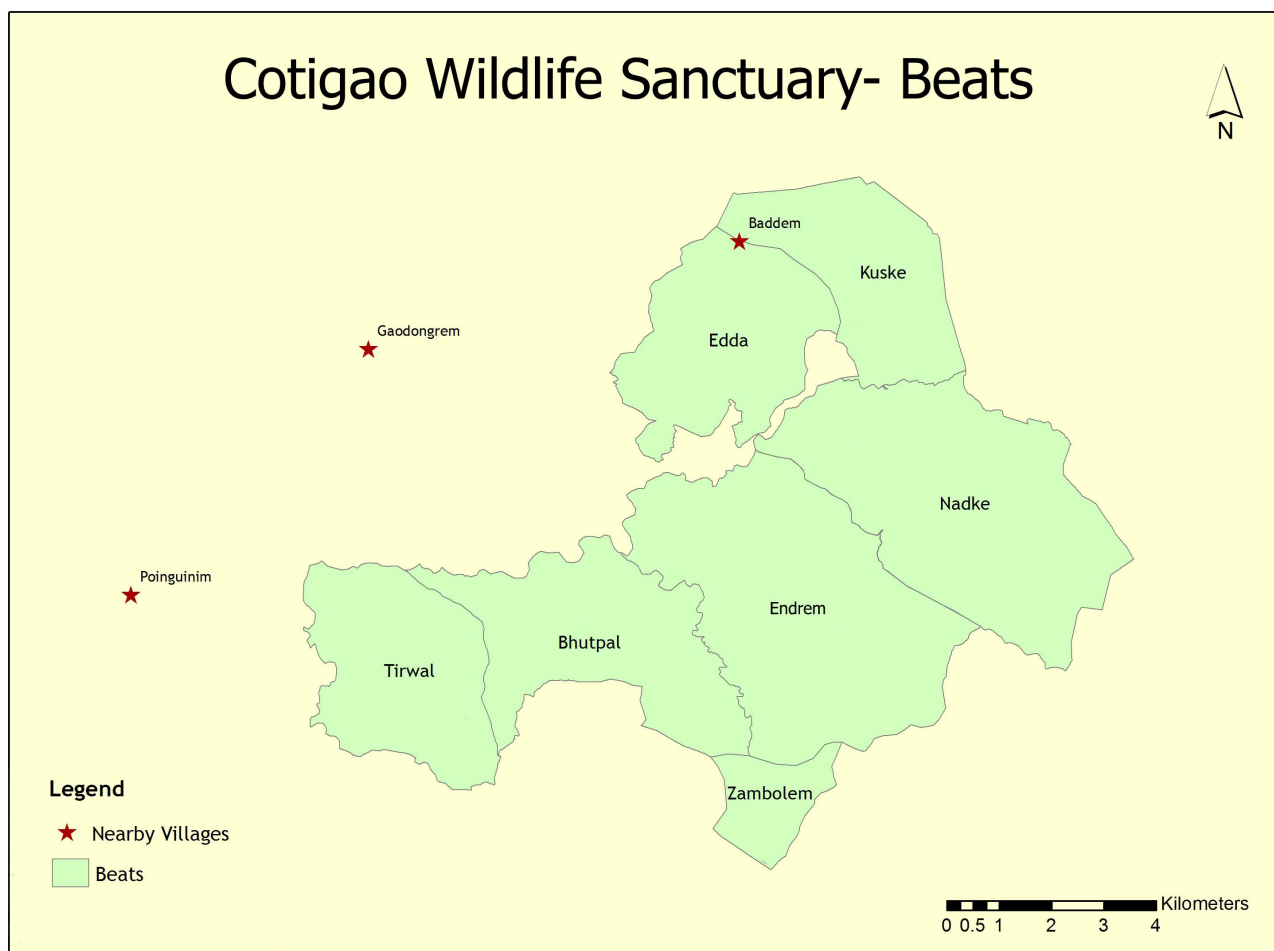 Cotigao Wildlife Sanctuary- Beats
N
Baddem
Kuske
Gaodongrem
Edda
Nadke
Poinguinim
Endrem
Bhutpal
Tirwal
Zambolem
Legend
Nearby Villages
Beats
Kilometers
0 0.5 1 2 3 4